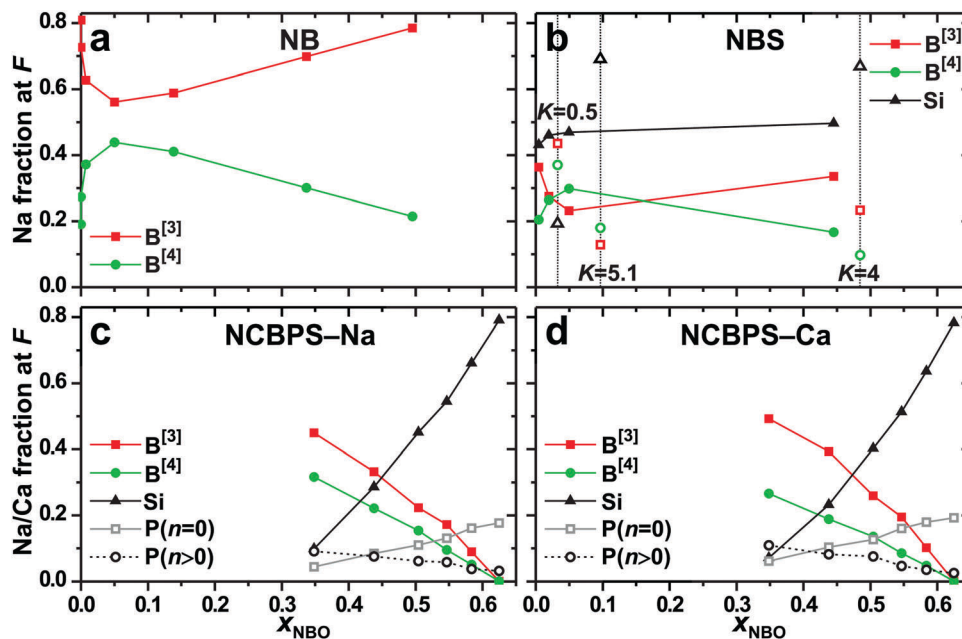 Na fraction at F
0.8
0.6
0.4
0.2
0.0
a
NB
B[3]
B[4]
b
NBS
B[3]
B[4]
Si
K=0.5
K=5.1
K=4
Na/Ca fraction at F
0.8
0.6
0.4
0.2
0.0
c
NCBPS–Na
B[3]
B[4]
Si
P(n=0)
P(n>0)
0.0 0.1 0.2 0.3 0.4 0.5 0.6
xNBO
d
NCBPS–Ca
B[3]
B[4]
Si
P(n=0)
P(n>0)
0.0 0.1 0.2 0.3 0.4 0.5 0.6
xNBO